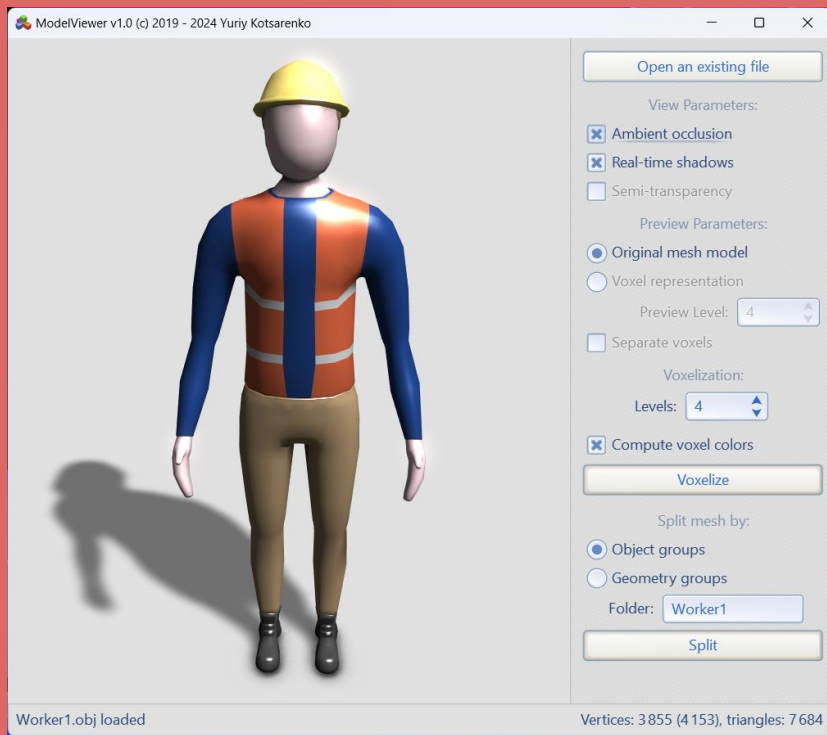 ModelViewer v1.0 (c) 2019 - 2024 Yuriy Kotsarenko
Open an existing file
View Parameters:
Ambient occlusion
Real-time shadows
Semi-transparency
Preview Parameters:
Original mesh model
Voxel representation
Preview Level: 4
Separate voxels
Voxelization:
Levels: 4
Compute voxel colors
Voxelize
Split mesh by:
Object groups
Geometry groups
Folder: Worker1
Split
Worker1.obj loaded
Vertices: 3 855 (4 153), triangles: 7 684